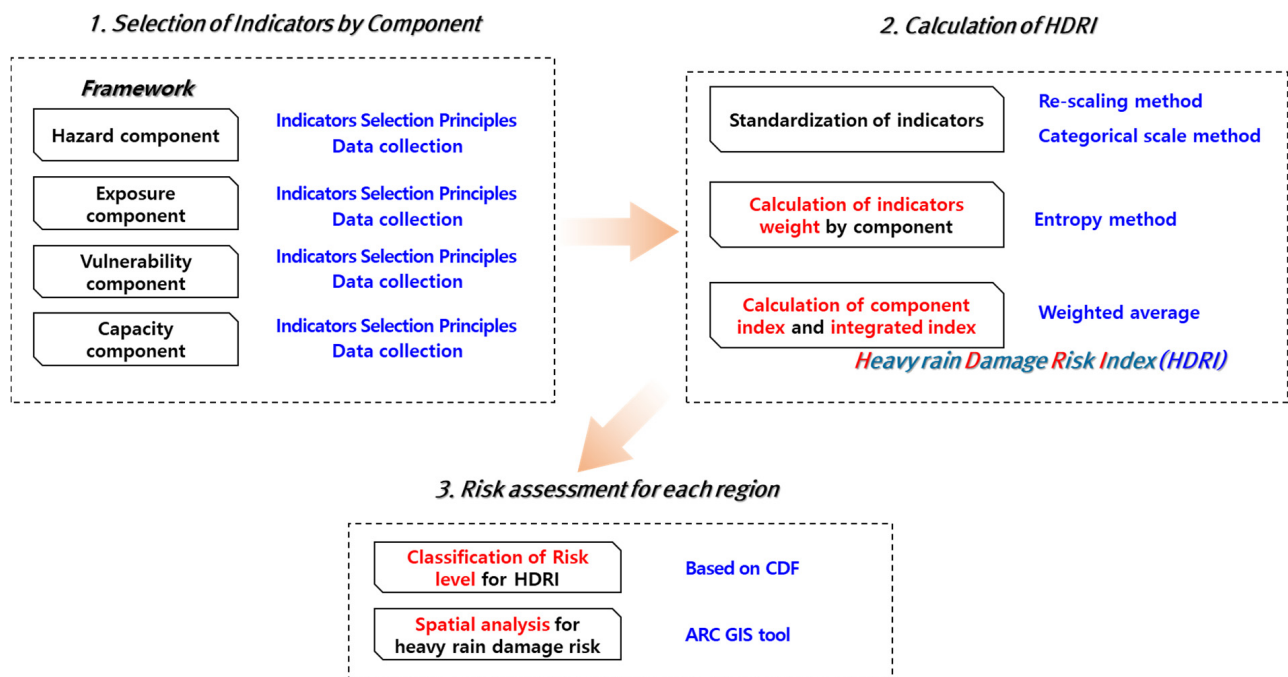 1. Selection of Indicators by Component
Framework
Hazard component
Indicators Selection Principles
Data collection
Exposure
component
Indicators Selection Principles
Data collection
Vulnerability
component
Indicators Selection Principles
Data collection
Capacity
component
Indicators Selection Principles
Data collection
2. Calculation of HDRI
Standardization of indicators
Re-scaling method
Categorical scale method
Calculation of indicators
weight by component
Entropy method
Calculation of component
index and integrated index
Weighted average
Heavy rain Damage Risk Index (HDRI)
3. Risk assessment for each region
Classification of Risk
level for HDRI
Based on CDF
Spatial analysis for
heavy rain damage risk
ARC GIS tool